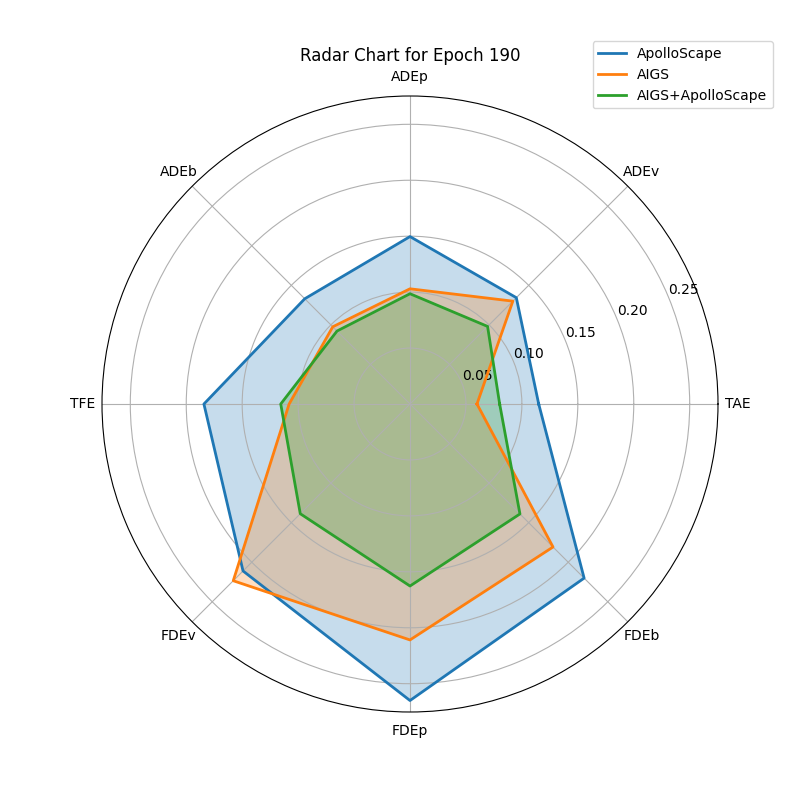 Radar Chart for Epoch 190
ApolloScape
AIGS
AIGS+ApolloScape
ADEp
ADEb
ADEv
0.25
0.20
0.15
0.10
0.05
TFE
TAE
FDEv
FDEb
FDEp